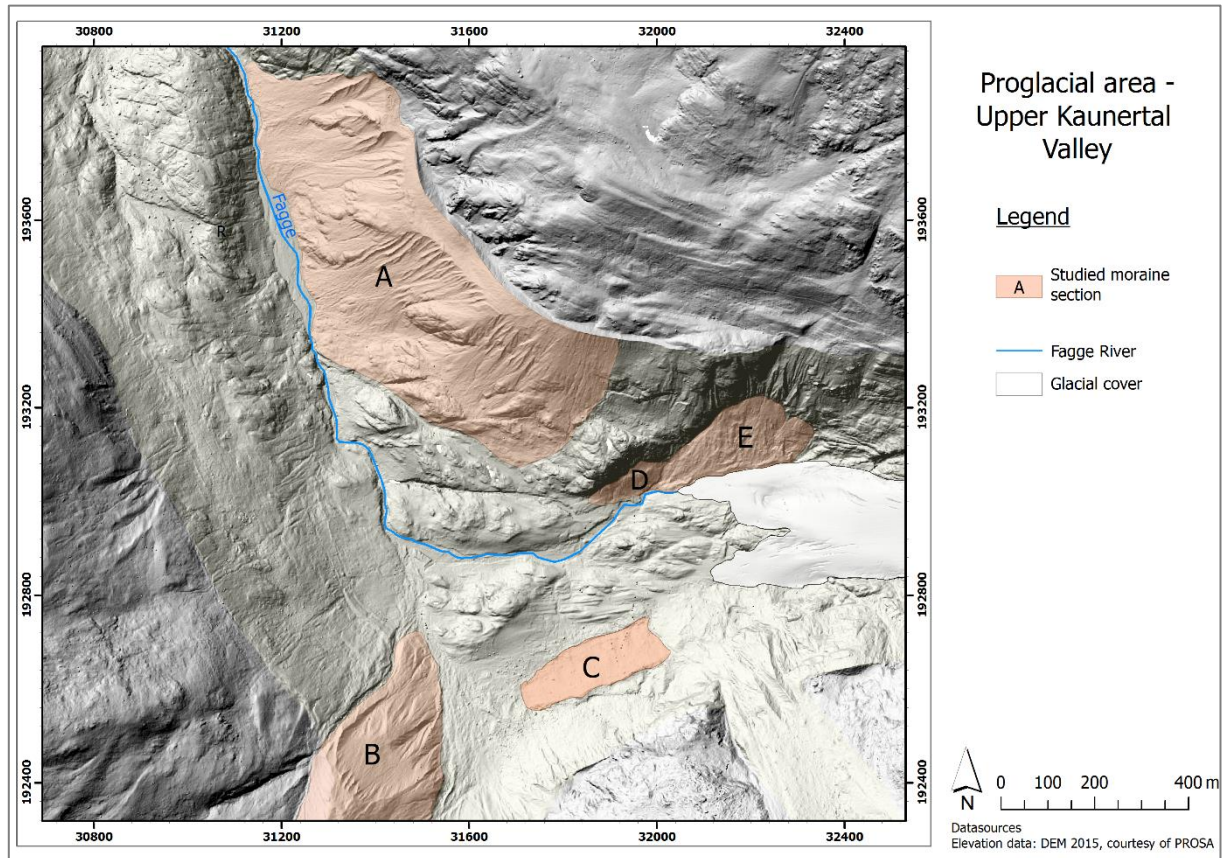 30800 31200 31600 32000 32400
193600
193200
192800
192400
193600
193200
192800
192400
30800 31200 31600 32000 32400
R
Fagge
A
E
D
C
B
Proglacial area -
Upper Kaunertal
Valley
Legend
A Studied moraine
section
Fagge River
Glacial cover
N
0 100 200 400 m
Datasources
Elevation data: DEM 2015, courtesy of PROSA